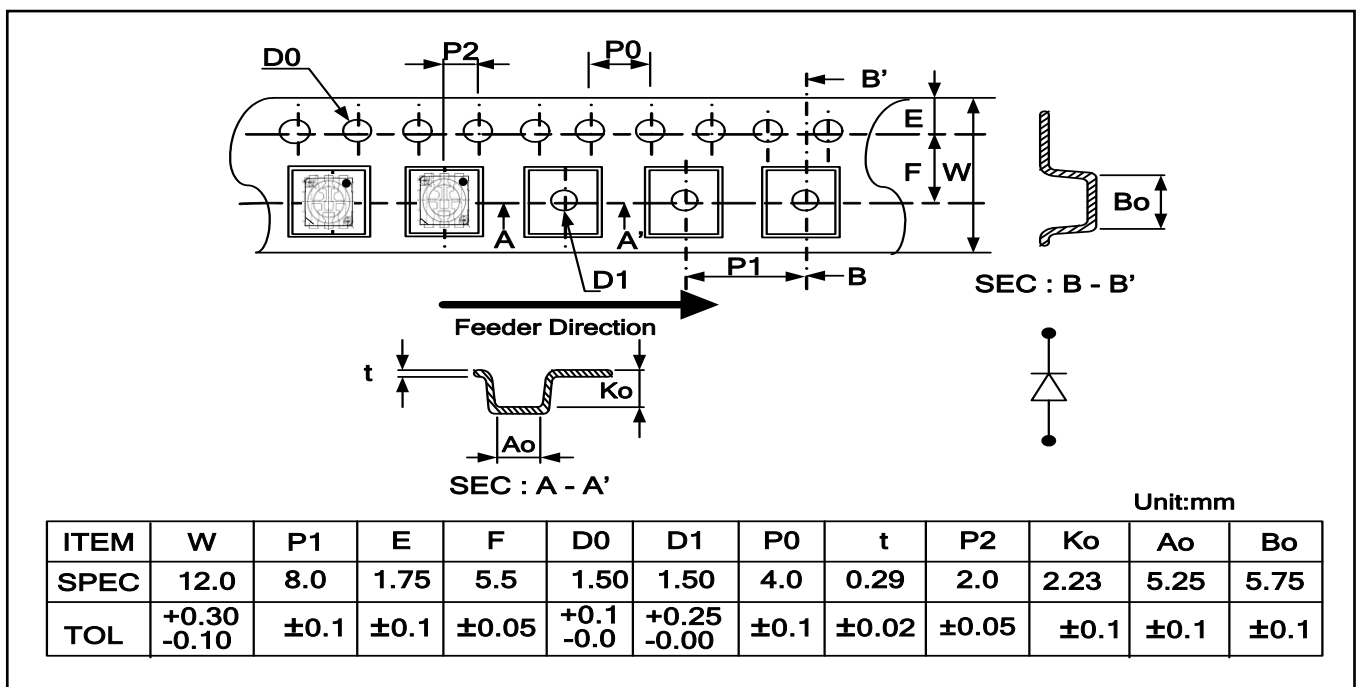 D0
P2
P0
B'
E
F
W
A
A'
D1
P1
B
Bo
SEC : B - B'
Feeder Direction
t
Ko
Ao
SEC : A - A'
Unit:mm
ITEM W P1 E F D0 D1 P0 t P2 Ko Ao Bo
SPEC 12.0 8.0 1.75 5.5 1.50 1.50 4.0 0.29 2.0 2.23 5.25 5.75
TOL +0.30 -0.10 ±0.1 ±0.1 ±0.05 +0.1 -0.0 +0.25 -0.00 ±0.1 ±0.02 ±0.05 ±0.1 ±0.1 ±0.1